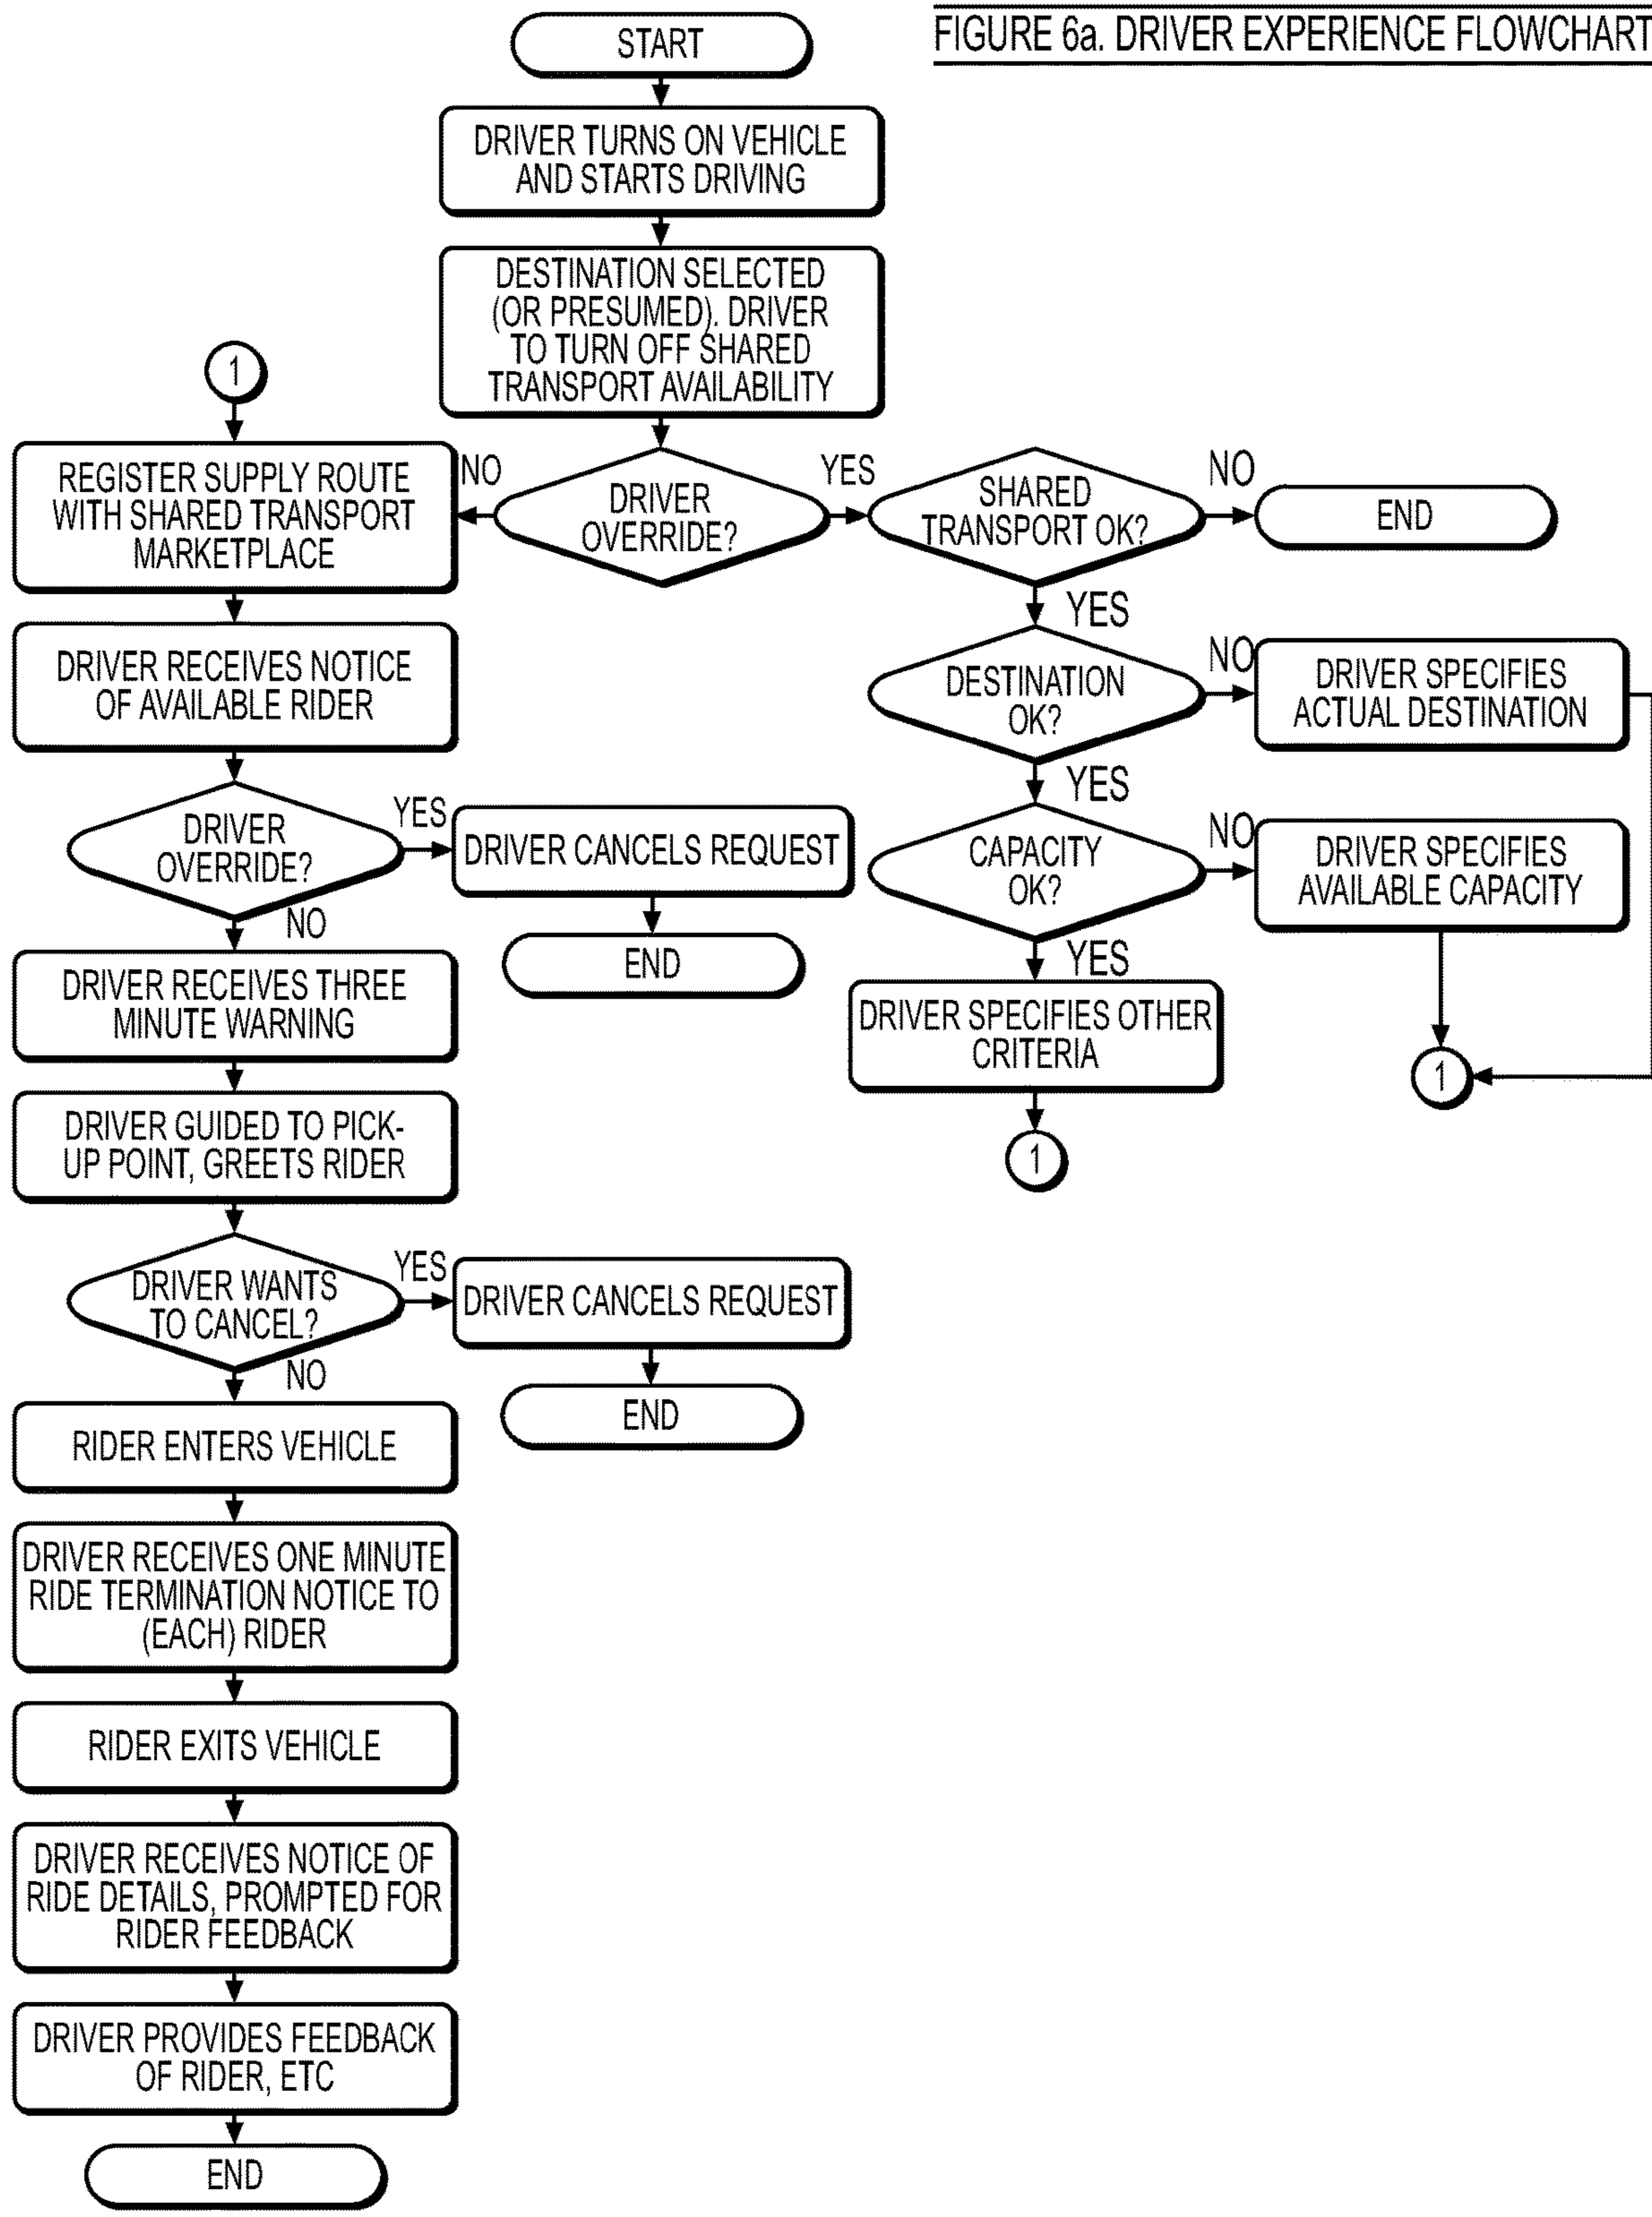 FIGURE 6a. DRIVER EXPERIENCE FLOWCHART
START
DRIVER TURNS ON VEHICLE
AND STARTS DRIVING
DESTINATION SELECTED
(OR PRESUMED). DRIVER
TO TURN OFF SHARED
TRANSPORT AVAILABILITY
DRIVER
OVERRIDE?
NO
YES
1
REGISTER SUPPLY ROUTE
WITH SHARED TRANSPORT
MARKETPLACE
DRIVER RECEIVES NOTICE
OF AVAILABLE RIDER
DRIVER
OVERRIDE?
YES
DRIVER CANCELS REQUEST
END
NO
DRIVER RECEIVES THREE
MINUTE WARNING
DRIVER GUIDED TO PICK-
UP POINT, GREETS RIDER
DRIVER WANTS
TO CANCEL?
YES
DRIVER CANCELS REQUEST
END
NO
RIDER ENTERS VEHICLE
DRIVER RECEIVES ONE MINUTE
RIDE TERMINATION NOTICE TO
(EACH) RIDER
RIDER EXITS VEHICLE
DRIVER RECEIVES NOTICE OF
RIDE DETAILS, PROMPTED FOR
RIDER FEEDBACK
DRIVER PROVIDES FEEDBACK
OF RIDER, ETC
END
SHARED
TRANSPORT OK?
NO
END
YES
DESTINATION
OK?
NO
DRIVER SPECIFIES
ACTUAL DESTINATION
YES
CAPACITY
OK?
NO
DRIVER SPECIFIES
AVAILABLE CAPACITY
1
YES
DRIVER SPECIFIES OTHER
CRITERIA
1